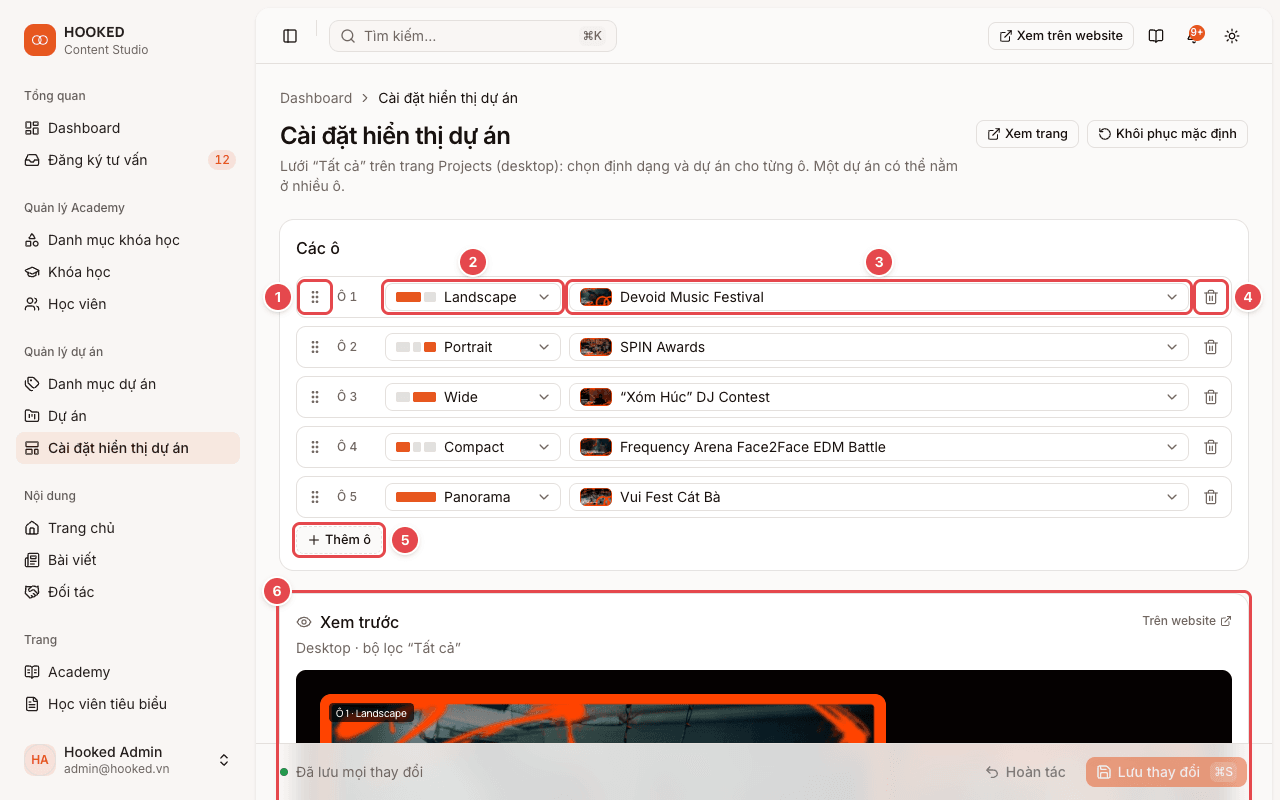 HOOKED
Content Studio
Tổng quan
Dashboard
Đăng ký tư vấn
12
Quản lý Academy
Danh mục khóa học
Khóa học
Học viên
Quản lý dự án
Danh mục dự án
Dự án
Cài đặt hiển thị dự án
Nội dung
Trang chủ
Bài viết
Đối tác
Trang
Academy
Học viên tiêu biểu
HA
Hooked Admin
admin@hooked.vn
Tìm kiếm...
⌘K
Xem trên website
9+
Dashboard > Cài đặt hiển thị dự án
Cài đặt hiển thị dự án
Xem trang
Khôi phục mặc định
Lưới “Tất cả” trên trang Projects (desktop): chọn định dạng và dự án cho từng ô. Một dự án có thể nằm
ở nhiều ô.
Các ô
2
3
1
Ô 1
Landscape
Devoid Music Festival
4
Ô 2
Portrait
SPIN Awards
Ô 3
Wide
“Xóm Húc” DJ Contest
Ô 4
Compact
Frequency Arena Face2Face EDM Battle
Ô 5
Panorama
Vui Fest Cát Bà
+ Thêm ô
5
6
Xem trước
Trên website
Desktop · bộ lọc “Tất cả”
Ô 1 · Landscape
Đã lưu mọi thay đổi
Hoàn tác
Lưu thay đổi
⌘S